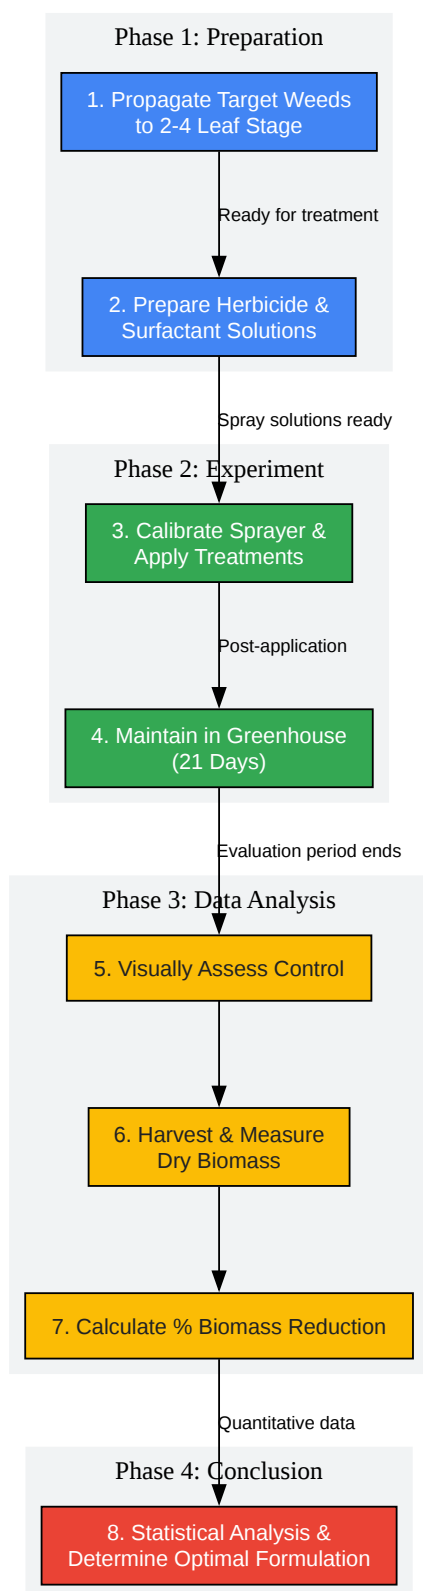 Phase 1: Preparation
1. Propagate Target Weeds
to 2-4 Leaf Stage
Ready for treatment
2. Prepare Herbicide &
Surfactant Solutions
Spray solutions ready
Phase 2: Experiment
3. Calibrate Sprayer &
Apply Treatments
Post-application
4. Maintain in Greenhouse
(21 Days)
Evaluation period ends
Phase 3: Data Analysis
5. Visually Assess Control
6. Harvest & Measure
Dry Biomass
7. Calculate % Biomass Reduction
Quantitative data
Phase 4: Conclusion
8. Statistical Analysis &
Determine Optimal Formulation